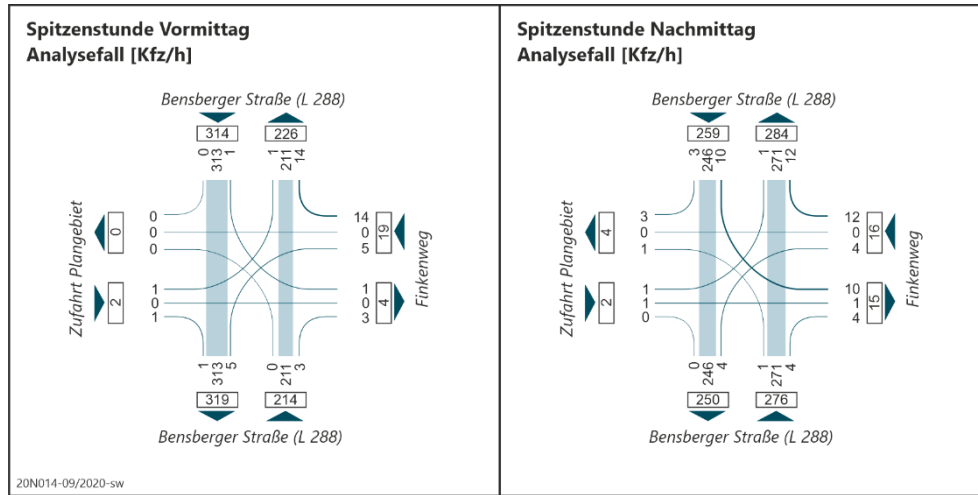 Spitzenstunde Vormittag
Analysefall [Kfz/h]
Bensberger Straße (L 288)
314 226
0 313 1 1 211 14
Zufahrt Plangebiet
0
0
0
0
14
0
5
19
Finkenweg
2
1
0
1
1
0
3
4
1 313 5 0 211 3
319 214
Bensberger Straße (L 288)
20N014-09/2020-sw
Spitzenstunde Nachmittag
Analysefall [Kfz/h]
Bensberger Straße (L 288)
259 284
3 246 10 1 271 12
Zufahrt Plangebiet
4
3
0
1
12
0
4
16
Finkenweg
2
1
1
0
10
1
4
15
0 246 4 1 271 4
250 276
Bensberger Straße (L 288)